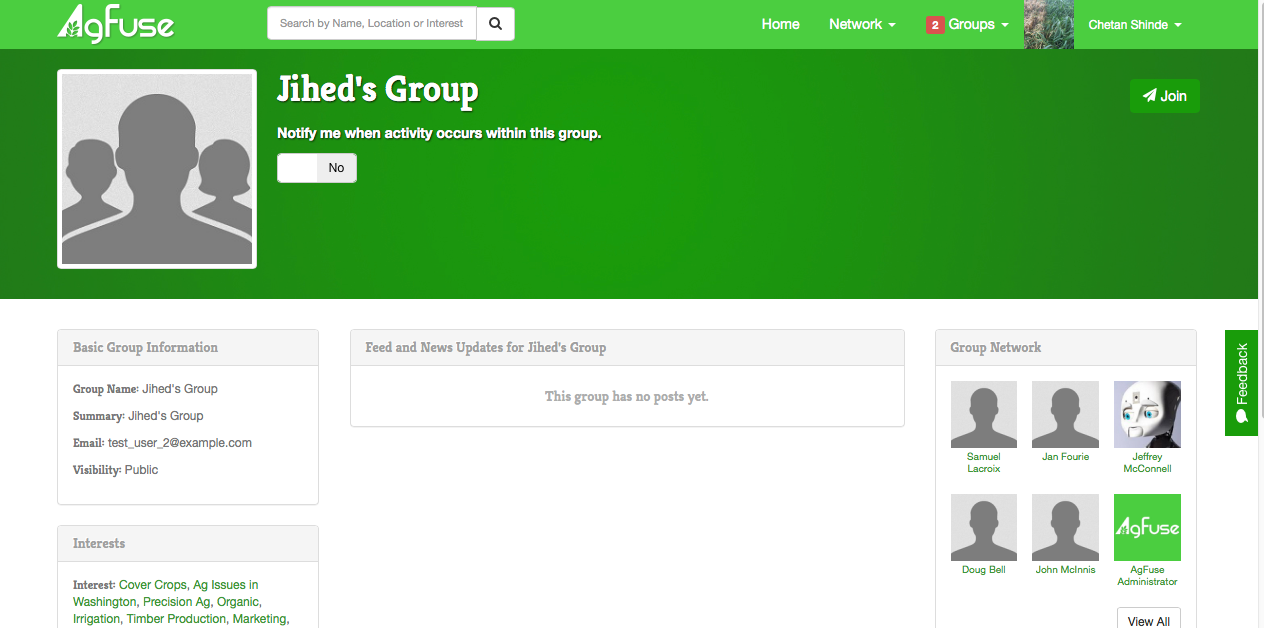 AgFuse
Search by Name, Location or Interest
Home
Network
2 Groups
Chetan Shinde
Jihed's Group
Join
Notify me when activity occurs within this group.
No
Basic Group Information
Group Name: Jihed's Group
Summary: Jihed's Group
Email: test_user_2@example.com
Visibility: Public
Interests
Interest: Cover Crops, Ag Issues in
Washington, Precision Ag, Organic,
Irrigation, Timber Production, Marketing,
Feed and News Updates for Jihed's Group
This group has no posts yet.
Group Network
Samuel
Lacroix
Jan Fourie
Jeffrey
McConnell
AgFuse
Doug Bell
John McInnis
AgFuse
Administrator
View All
Feedback